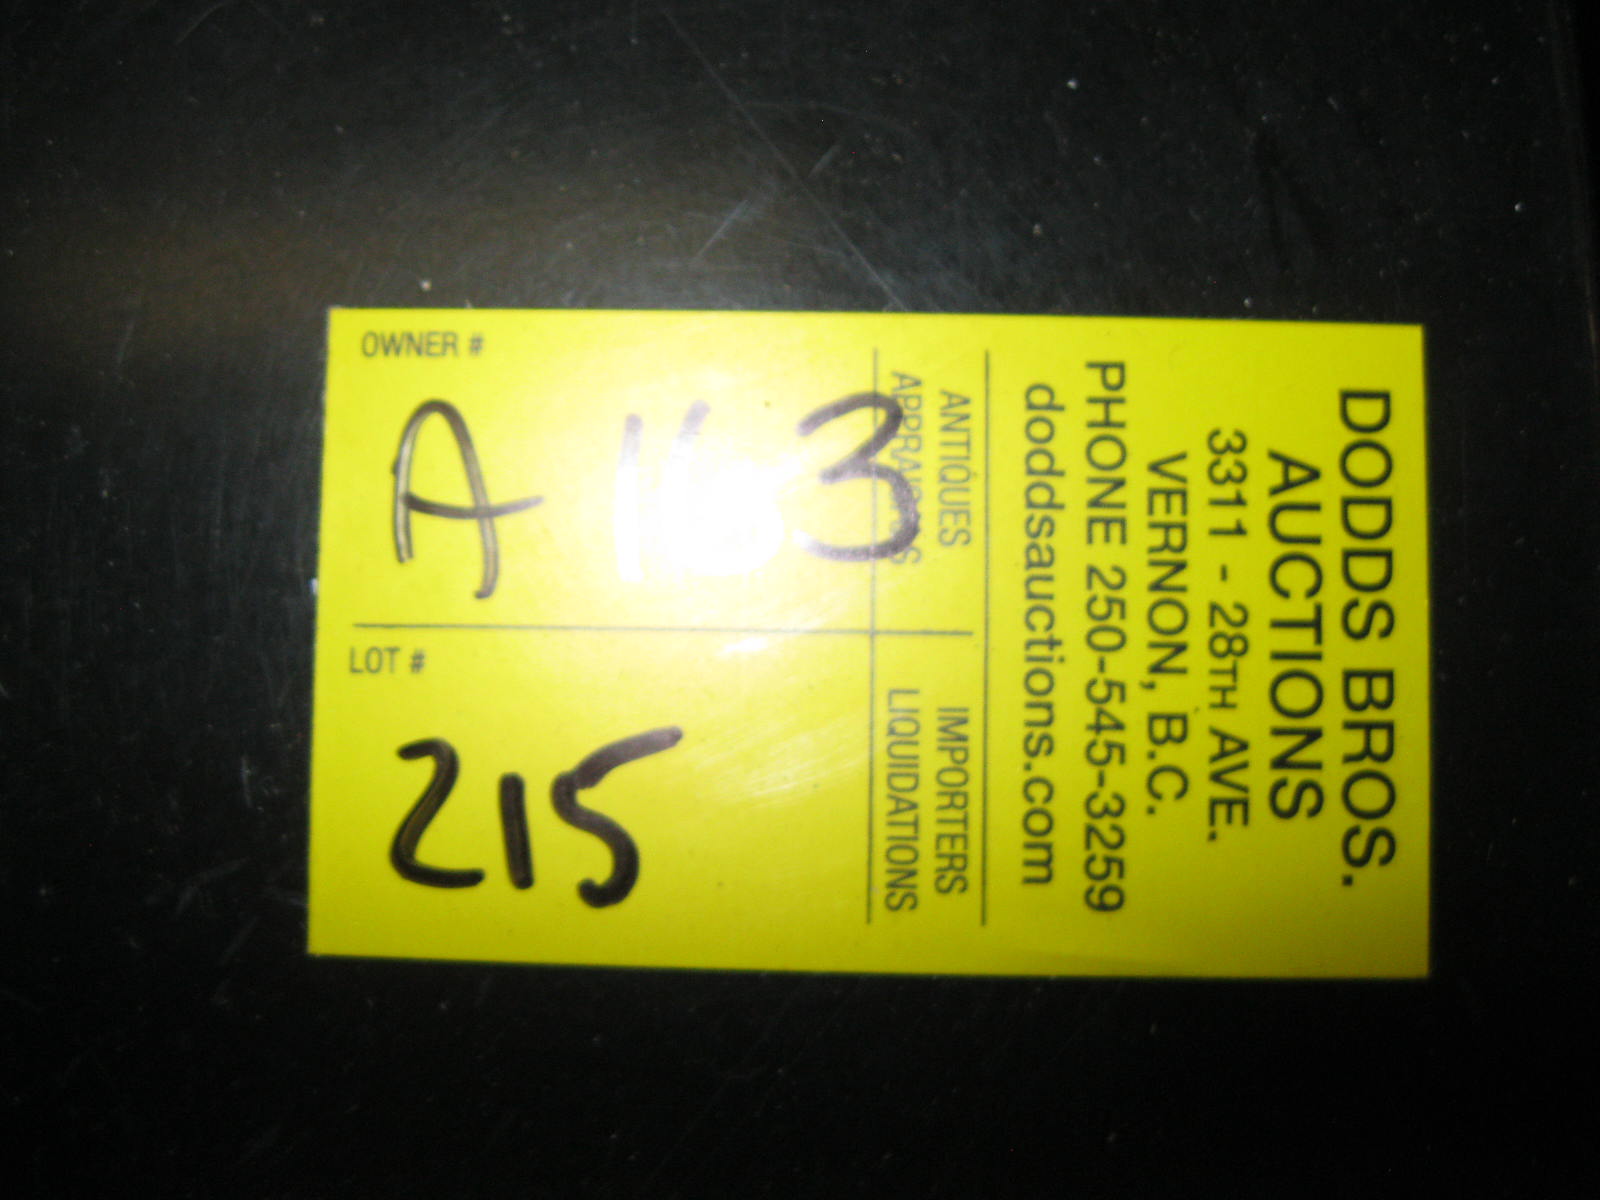 DODDS BROS.
AUCTIONS
3311 - 28TH AVE.
VERNON, B.C.
PHONE 250-545-3259
doddsauctions.com
ANTIQUES
IMPORTERS
LIQUIDATIONS
OWNER #
A 163
LOT #
215